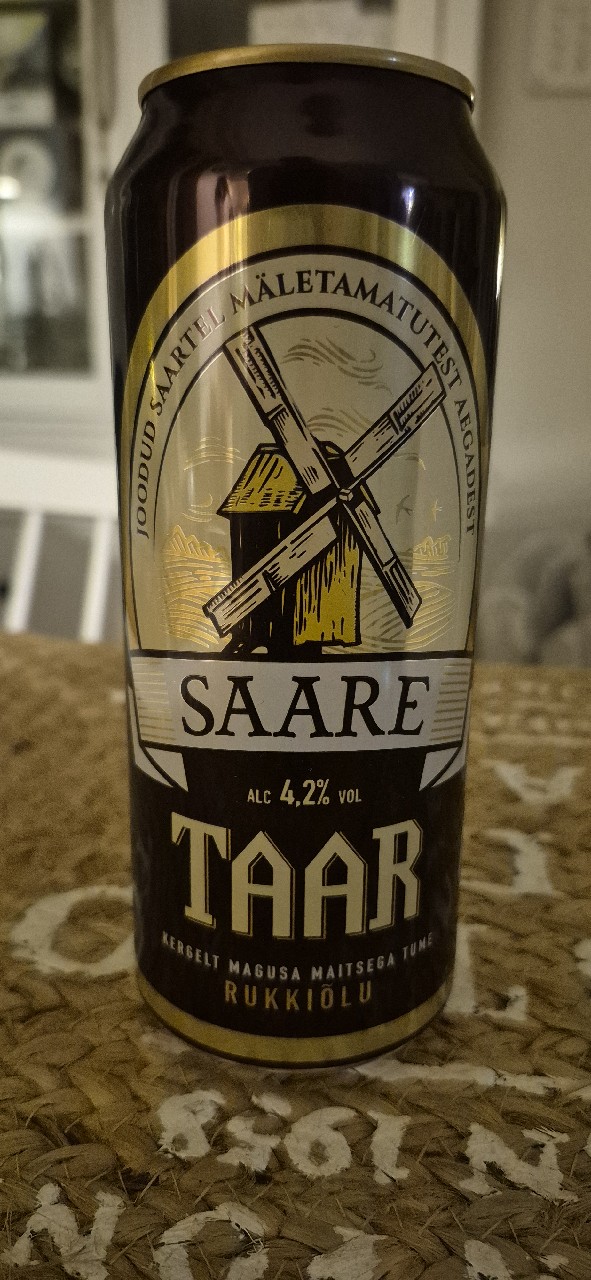 JOODUD SAARTEL MÄLETAMATUTEST AEGADEST
SAARE
ALC 4,2% VOL
TAAR
KERGELT MAGUSA MAITSEGA TUME
RUKKIÕLU